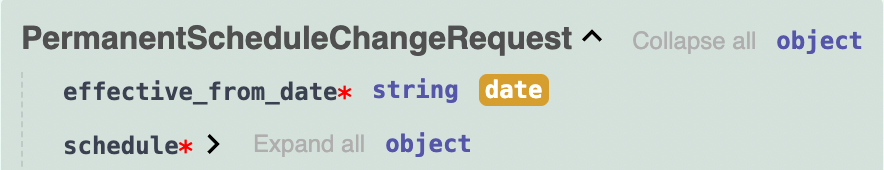 PermanentScheduleChangeRequest Collapse all object
effective_from_date* string date
schedule* Expand all object